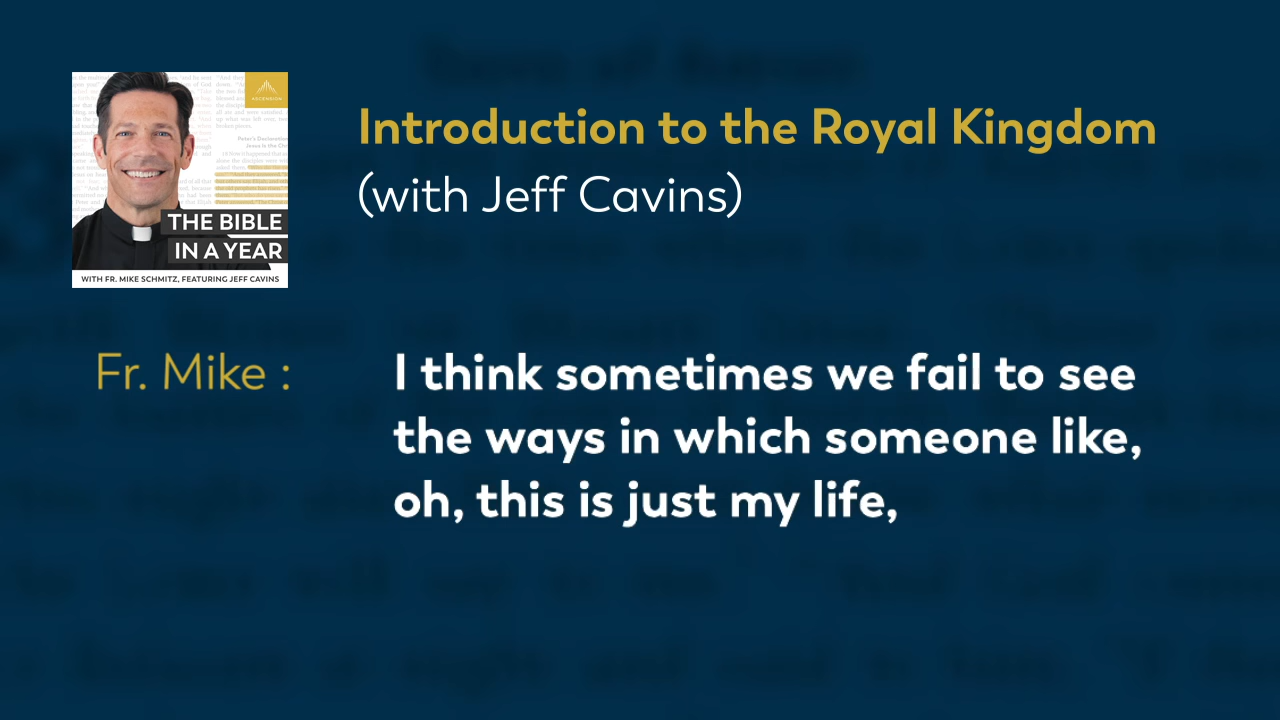 ASCENSION
THE BIBLE
IN A YEAR
WITH FR. MIKE SCHMITZ, FEATURING JEFF CAVINS
Introduction to the Royal Kingdom
(with Jeff Cavins)
Fr. Mike : I think sometimes we fail to see
the ways in which someone like,
oh, this is just my life,